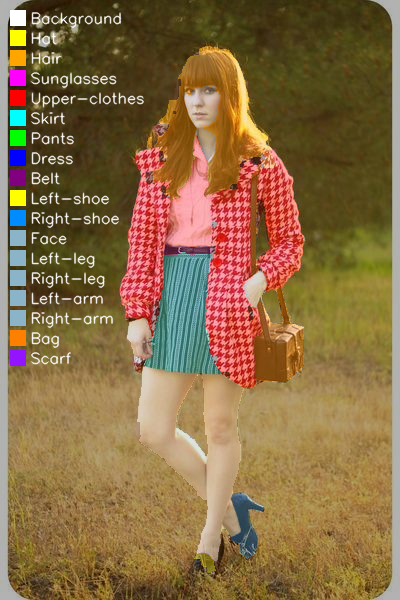 Background
Hat
Hair
Sunglasses
Upper-clothes
Skirt
Pants
Dress
Belt
Left-shoe
Right-shoe
Face
Left-leg
Right-leg
Left-arm
Right-arm
Bag
Scarf